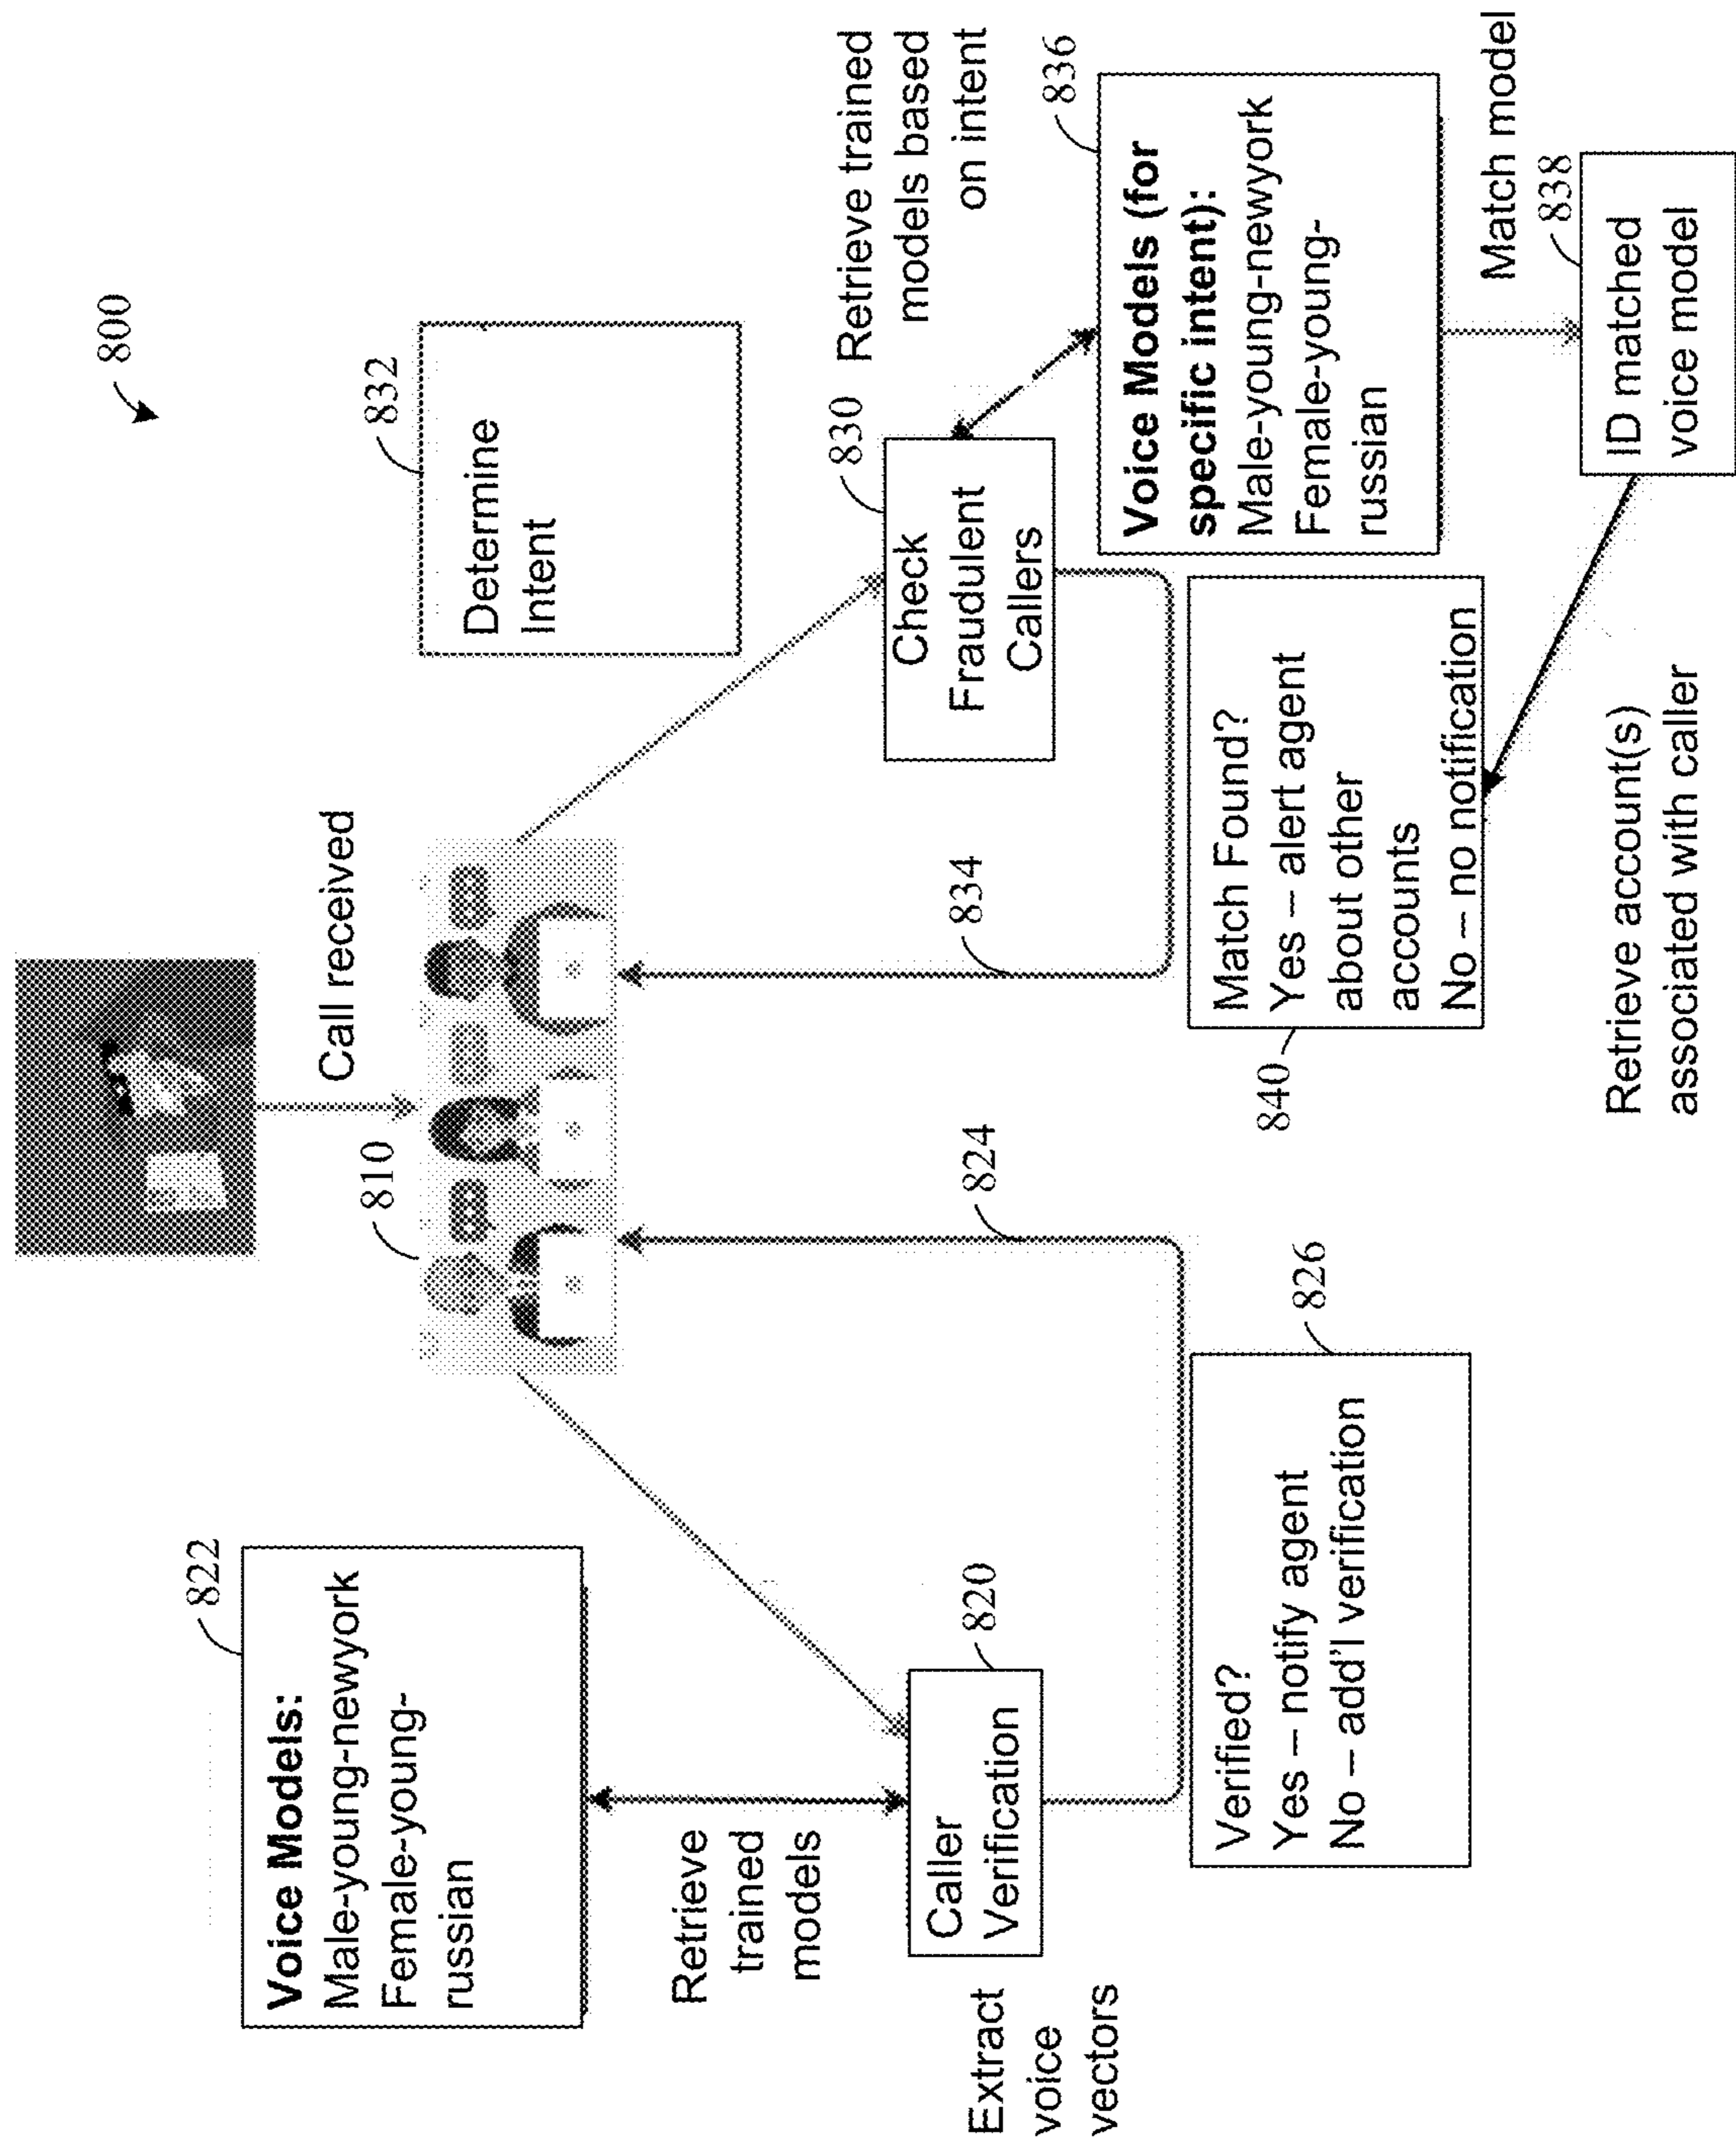 800
Call received
810
822
Voice Models:
Male-young-newyork
Female-young-
russian
832
Determine
Intent
Retrieve
trained
models
820
Caller
Verification
Extract
voice
vectors
824
826
Verified?
Yes – notify agent
No – add'l verification
830
Check
Fraudulent
Callers
Retrieve trained
models based
on intent
834
836
Voice Models (for
specific intent):
Male-young-newyork
Female-young-
russian
Match model
838
ID matched
voice model
840
Match Found?
Yes – alert agent
about other
accounts
No – no notification
Retrieve account(s)
associated with caller